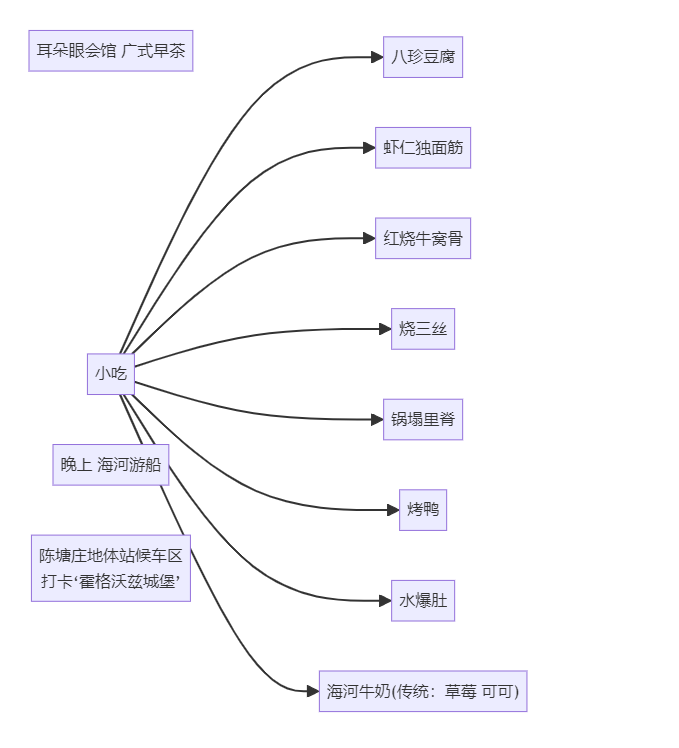 耳朵眼会馆 广式早茶
八珍豆腐
虾仁独面筋
红烧牛窝骨
烧三丝
小吃
锅塌里脊
晚上 海河游船
烤鸭
陈塘庄地体站候车区
打卡‘霍格沃兹城堡’
水爆肚
海河牛奶(传统：草莓 可可)